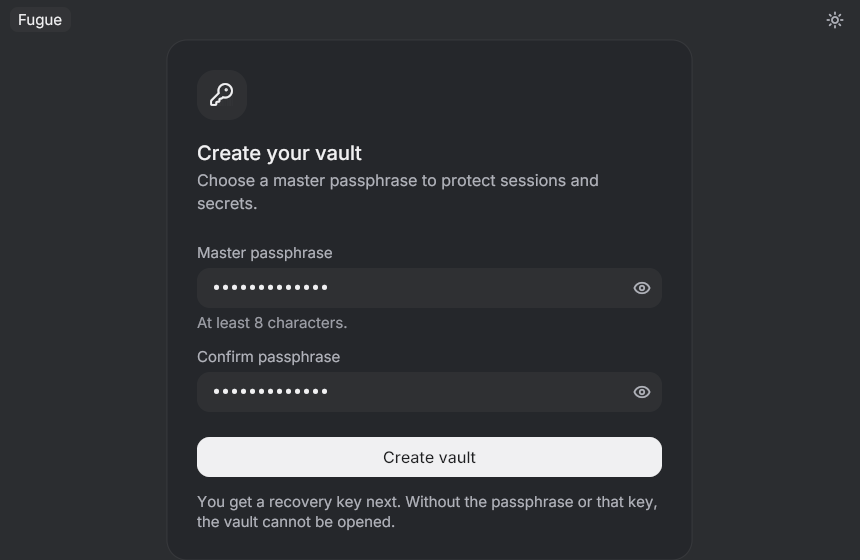 Fugue
Create your vault
Choose a master passphrase to protect sessions and
secrets.
Master passphrase
•••••••••••••
At least 8 characters.
Confirm passphrase
•••••••••••••
Create vault
You get a recovery key next. Without the passphrase or that key,
the vault cannot be opened.